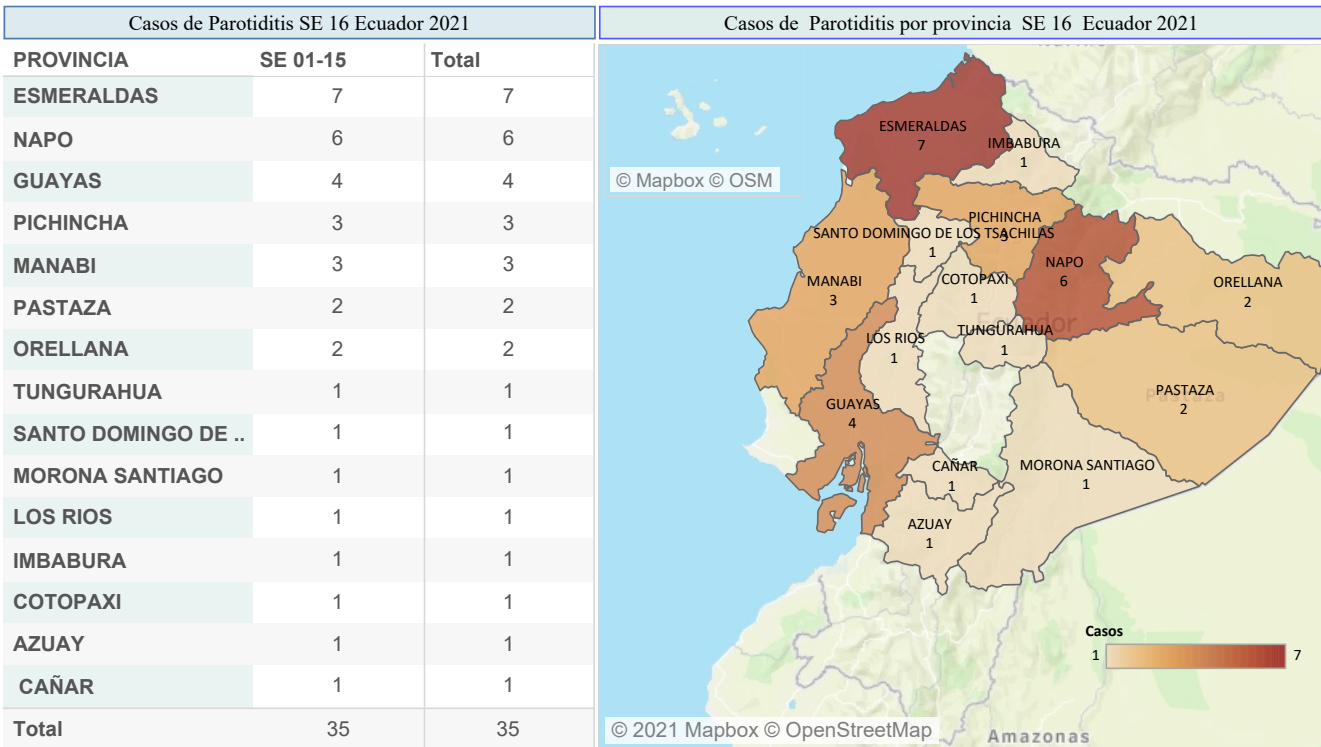 Casos de Parotiditis SE 16 Ecuador 2021
PROVINCIA SE 01-15 Total
ESMERALDAS 7 7
NAPO 6 6
GUAYAS 4 4
PICHINCHA 3 3
MANABI 3 3
PASTAZA 2 2
ORELLANA 2 2
TUNGURAHUA 1 1
SANTO DOMINGO DE .. 1 1
MORONA SANTIAGO 1 1
LOS RIOS 1 1
IMBABURA 1 1
COTOPAXI 1 1
AZUAY 1 1
CAÑAR 1 1
Total 35 35
Casos de Parotiditis por provincia SE 16 Ecuador 2021
ESMERALDAS
7
IMBABURA
1
© Mapbox © OSM
PICHINCHA
3
SANTO DOMINGO DE LOS TSACHILAS
1
NAPO
6
MANABI
3
COTOPAXI
1
ORELLANA
2
Ecuador
TUNGURAHUA
1
LOS RIOS
1
PASTAZA
2
Pastaza
GUAYAS
4
CAÑAR
1
MORONA SANTIAGO
1
AZUAY
1
Casos
1 7
© 2021 Mapbox © OpenStreetMap
Amazonas